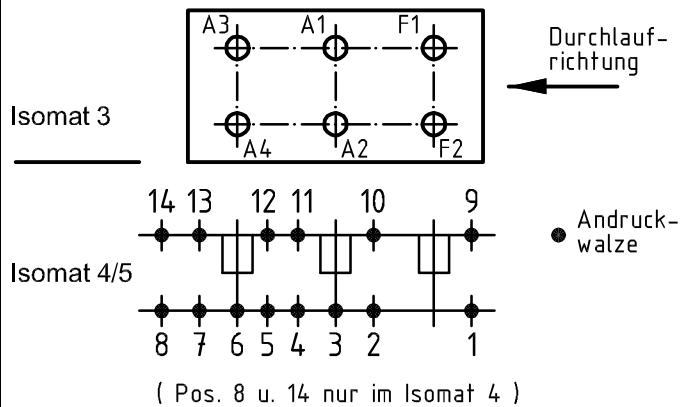 A3 A1 F1
Durchlauf-
richtung
Isomat 3
A4 A2 F2
14 13 12 11 10 9
Andruck-
walze
Isomat 4/5
8 7 6 5 4 3 2 1
( Pos. 8 u. 14 nur im Isomat 4 )